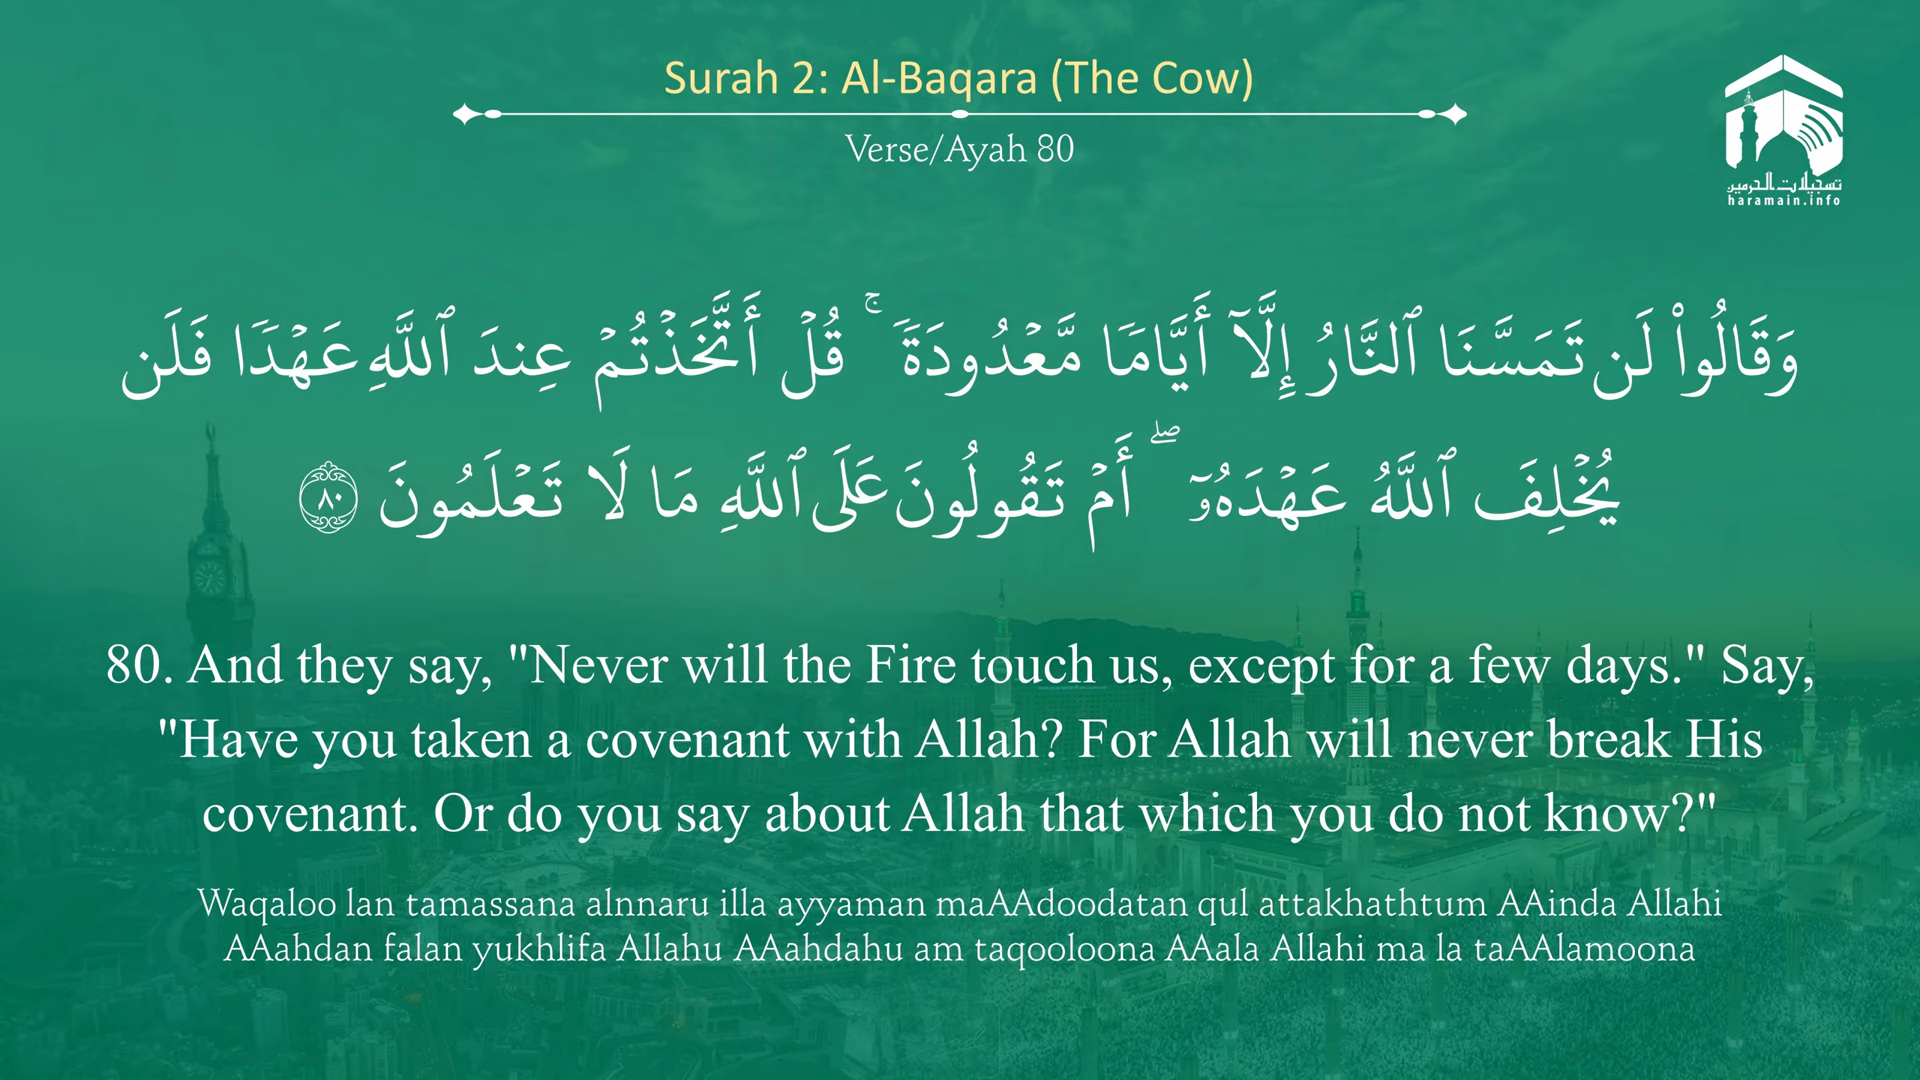 Surah 2: Al-Baqara (The Cow)
Verse/Ayah 80
تسجيلات الحرمين
haramain.info
وَقَالُوا۟ لَن تَمَسَّنَا ٱلنَّارُ إِلَّآ أَيَّامًا مَّعْدُودَةً ۚ قُلْ أَتَّخَذْتُمْ عِندَ ٱللَّهِ عَهْدًا فَلَن
يُخْلِفَ ٱللَّهُ عَهْدَهُۥٓ ۖ أَمْ تَقُولُونَ عَلَى ٱللَّهِ مَا لَا تَعْلَمُونَ ٨٠
80. And they say, "Never will the Fire touch us, except for a few days." Say,
"Have you taken a covenant with Allah? For Allah will never break His
covenant. Or do you say about Allah that which you do not know?"
Waqaloo lan tamassana alnnaru illa ayyaman maAAdoodatan qul attakhathtum AAinda Allahi
AAahdan falan yukhlifa Allahu AAahdahu am taqooloona AAala Allahi ma la taAAlamoona